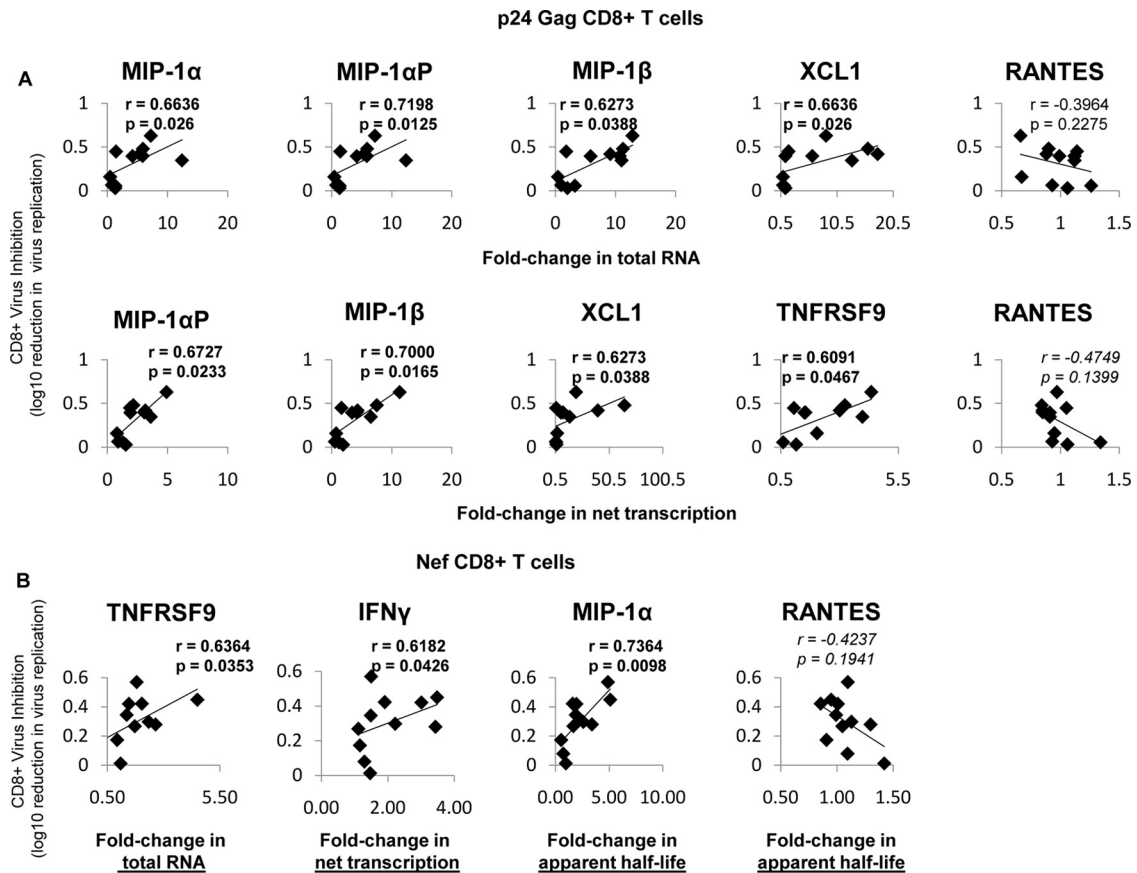 p24 Gag CD8+ T cells
A
MIP-1α
MIP-1αP
MIP-1β
XCL1
RANTES
r = 0.6636
p = 0.026
r = 0.7198
p = 0.0125
r = 0.6273
p = 0.0388
r = 0.6636
p = 0.026
r = -0.3964
p = 0.2275
1
0.5
0
0 10 20
0 10 20
0 10 20
0.5 10.5 20.5
0.5 1 1.5
Fold-change in total RNA
CD8+ Virus Inhibition
(log10 reduction in virus replication)
MIP-1αP
MIP-1β
XCL1
TNFRSF9
RANTES
r = 0.6727
p = 0.0233
r = 0.7000
p = 0.0165
r = 0.6273
p = 0.0388
r = 0.6091
p = 0.0467
r = -0.4749
p = 0.1399
1
0.5
0
0 10 20
0 10 20
0.5 50.5 100.5
0.5 5.5
0.5 1 1.5
Fold-change in net transcription
Nef CD8+ T cells
B
TNFRSF9
IFNγ
MIP-1α
RANTES
r = 0.6364
p = 0.0353
r = 0.6182
p = 0.0426
r = 0.7364
p = 0.0098
r = -0.4237
p = 0.1941
CD8+ Virus Inhibition
(log10 reduction in virus replication)
0.6
0.4
0.2
0
0.50 5.50
0.00 2.00 4.00
0.00 5.00 10.00
0.50 1.00 1.50
Fold-change in
total RNA
Fold-change in
net transcription
Fold-change in
apparent half-life
Fold-change in
apparent half-life